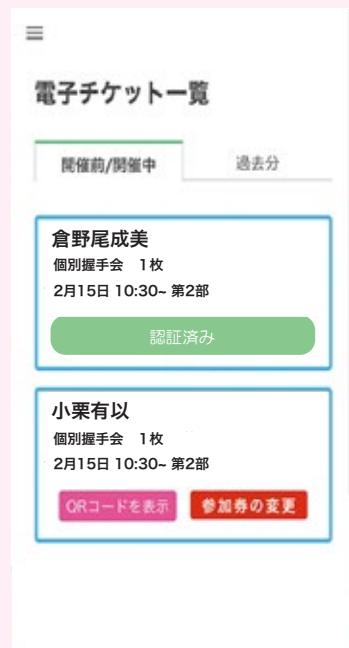 電子チケット一覧
開催前/開催中 過去分
倉野尾成美
個別握手会 1枚
2月15日 10:30~ 第2部
認証済み
小栗有以
個別握手会 1枚
2月15日 10:30~ 第2部
QRコードを表示 参加券の変更